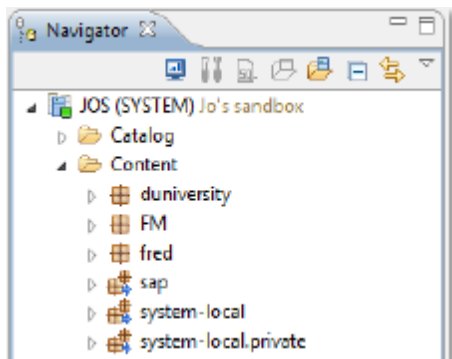 Navigator
JOS (SYSTEM) Jo's sandbox
Catalog
Content
duniversity
FM
fred
sap
system-local
system-local.private